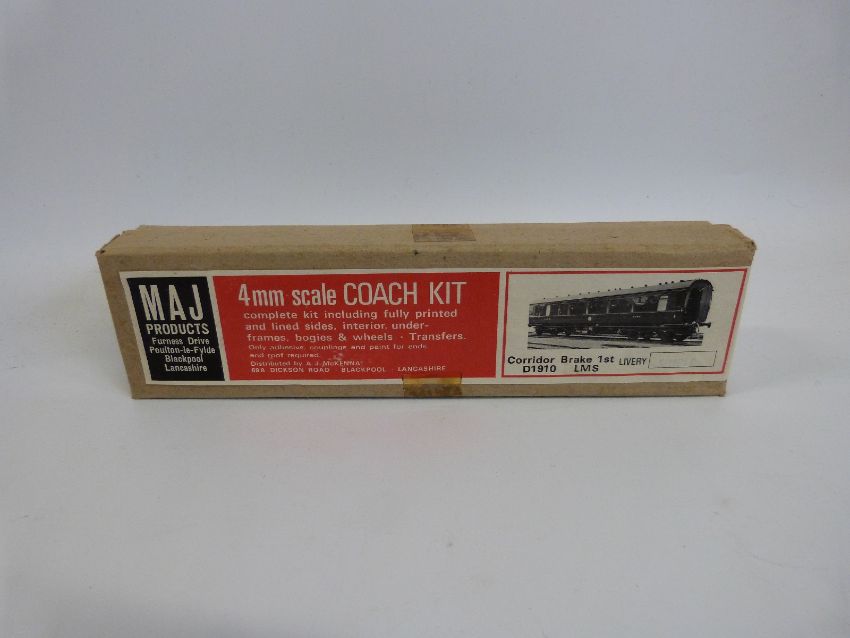 MAJ
PRODUCTS
Furness Drive
Poulton-le-Fylde
Blackpool
Lancashire
4mm scale COACH KIT
complete kit including fully printed
and lined sides, interior, under-
frames, bogies & wheels · Transfers.
Only adhesive, couplings and paint for ends
and roof required.
Distributed by A. J. McKENNA
69A DICKSON ROAD · BLACKPOOL · LANCASHIRE
Corridor Brake 1st
D1910 LMS
LIVERY